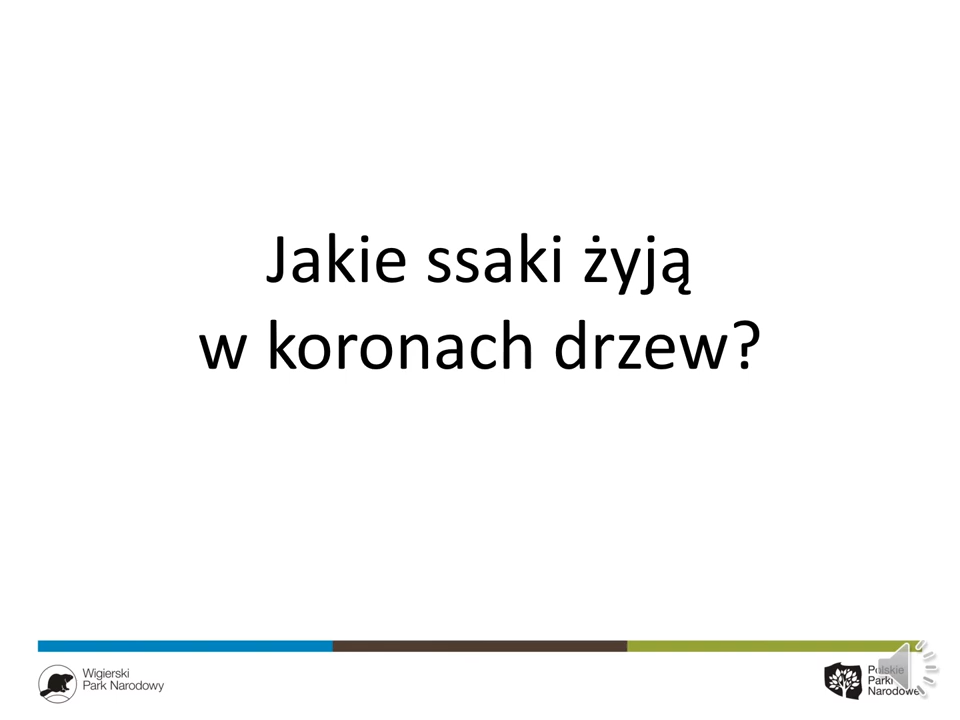 Jakie ssaki żyją
w koronach drzew?
Wigierski
Park Narodowy
Polskie
Parki
Narodowe